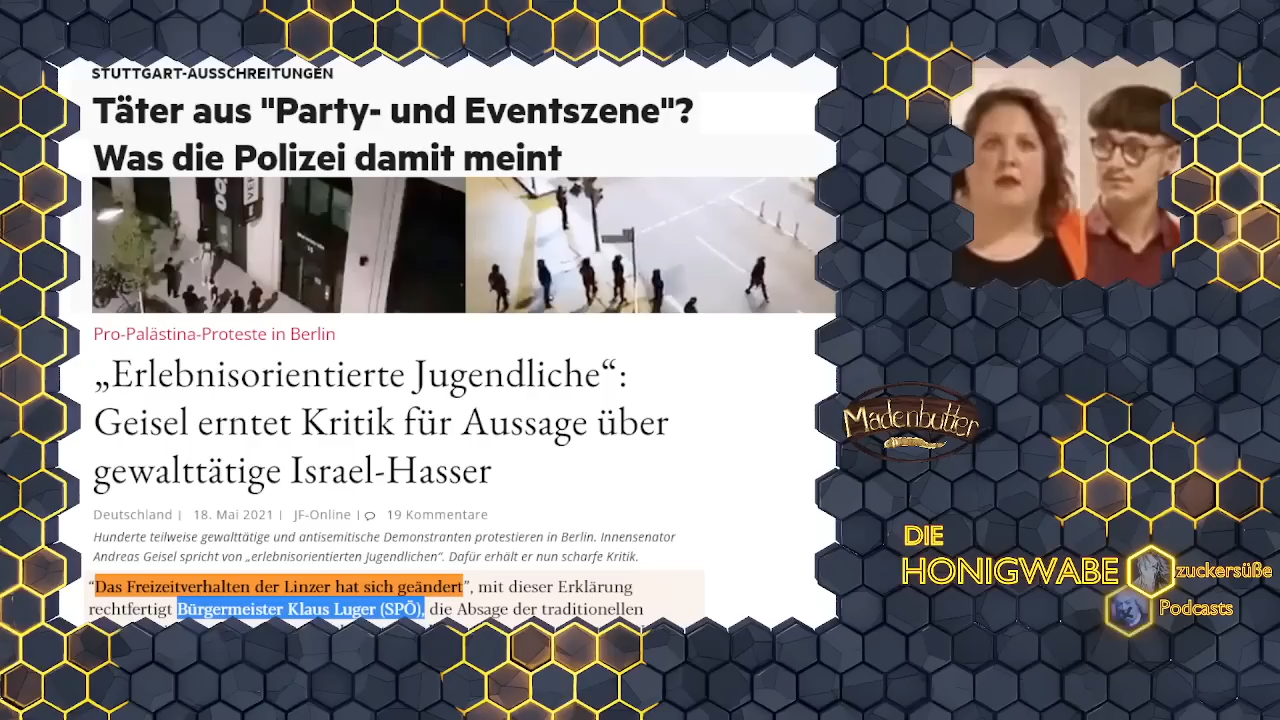 STUTTGART-AUSSCHREITUNGEN
Täter aus "Party- und Eventszene"?
Was die Polizei damit meint
Pro-Palästina-Proteste in Berlin
„Erlebnisorientierte Jugendliche“:
Geisel erntet Kritik für Aussage über
gewalttätige Israel-Hasser
Deutschland | 18. Mai 2021 | JF-Online | 19 Kommentare
Hunderte teilweise gewalttätige und antisemitische Demonstranten protestieren in Berlin. Innensenator
Andreas Geisel spricht von „erlebnisorientierten Jugendlichen“. Dafür erhält er nun scharfe Kritik.
“Das Freizeitverhalten der Linzer hat sich geändert”, mit dieser Erklärung
rechtfertigt Bürgermeister Klaus Luger (SPÖ), die Absage der traditionellen
Madenbutter
DIE
HONIGWABE
zuckersüße
Podcasts